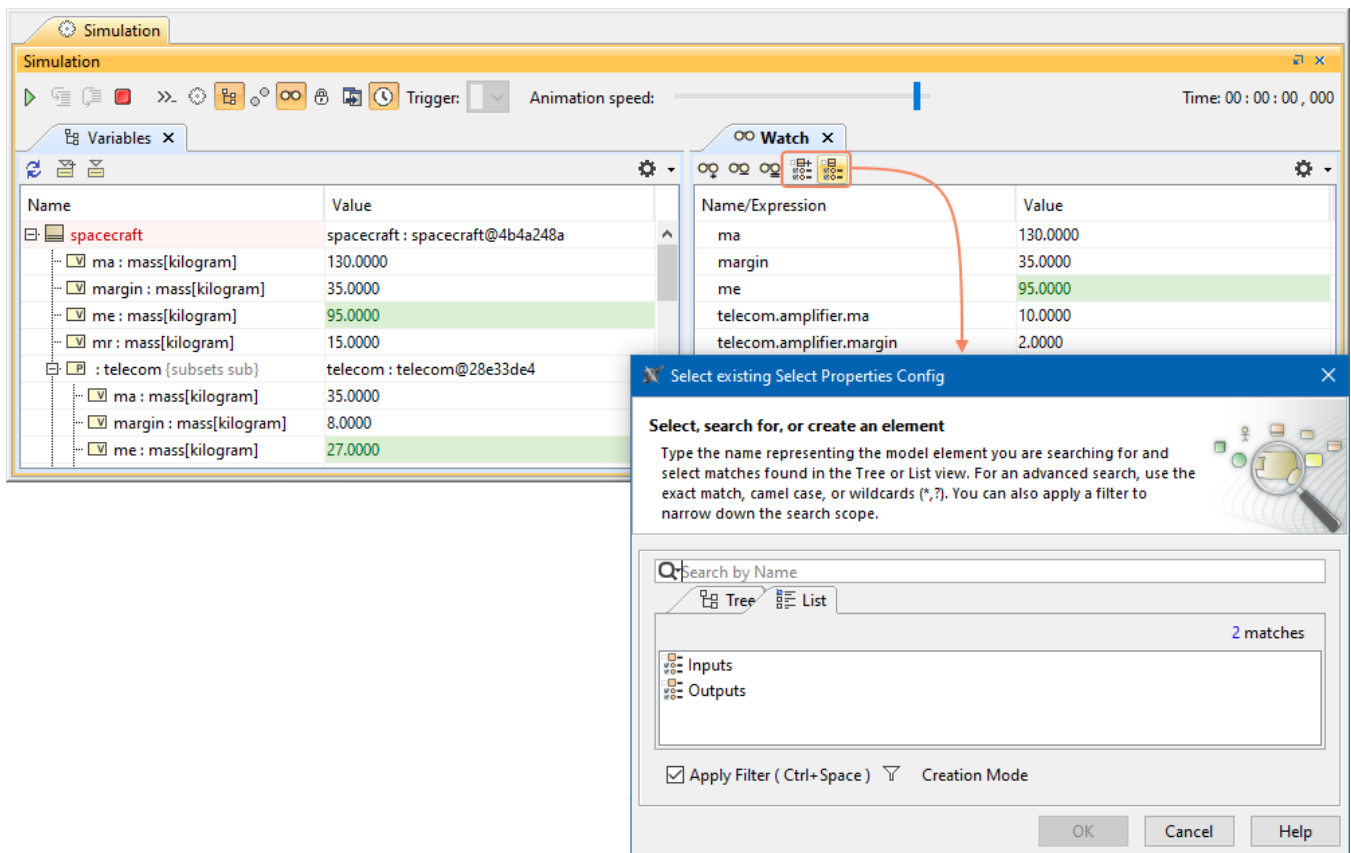 Simulation
Simulation
Trigger:
Animation speed:
Time: 00 : 00 : 00 , 000
Variables
Watch
Name Value
spacecraft spacecraft : spacecraft@4b4a248a
ma : mass[kilogram] 130.0000
margin : mass[kilogram] 35.0000
me : mass[kilogram] 95.0000
mr : mass[kilogram] 15.0000
: telecom {subsets sub} telecom : telecom@28e33de4
ma : mass[kilogram] 35.0000
margin : mass[kilogram] 8.0000
me : mass[kilogram] 27.0000
Name/Expression Value
ma 130.0000
margin 35.0000
me 95.0000
telecom.amplifier.ma 10.0000
telecom.amplifier.margin 2.0000
Select existing Select Properties Config
Select, search for, or create an element
Type the name representing the model element you are searching for and
select matches found in the Tree or List view. For an advanced search, use the
exact match, camel case, or wildcards (*,?). You can also apply a filter to
narrow down the search scope.
Search by Name
Tree
List
2 matches
Inputs
Outputs
Apply Filter ( Ctrl+Space )
Creation Mode
OK
Cancel
Help